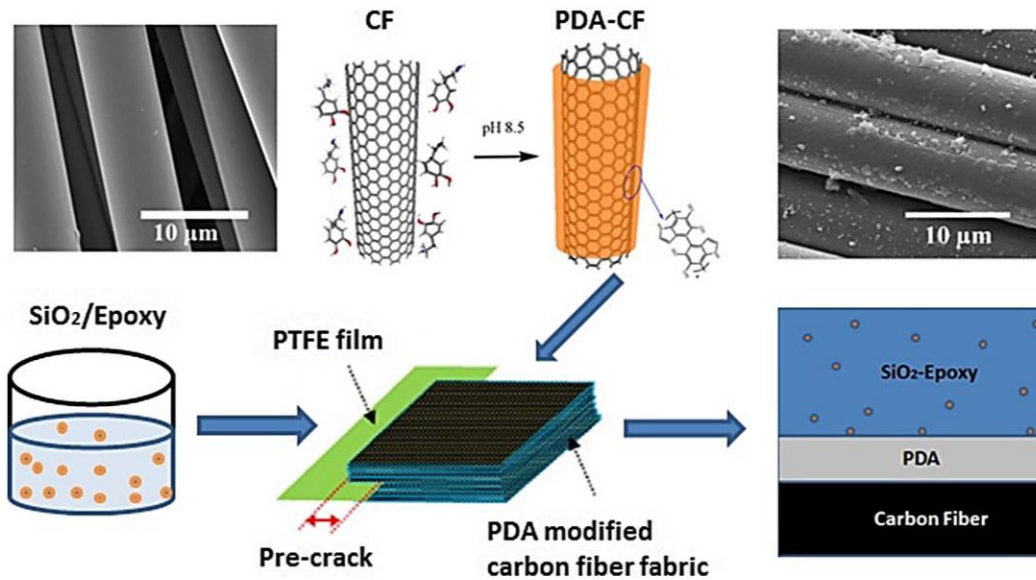 CF
PDA-CF
pH 8.5
10 µm
10 µm
SiO₂/Epoxy
PTFE film
SiO₂-Epoxy
PDA
Carbon Fiber
Pre-crack
PDA modified
carbon fiber fabric